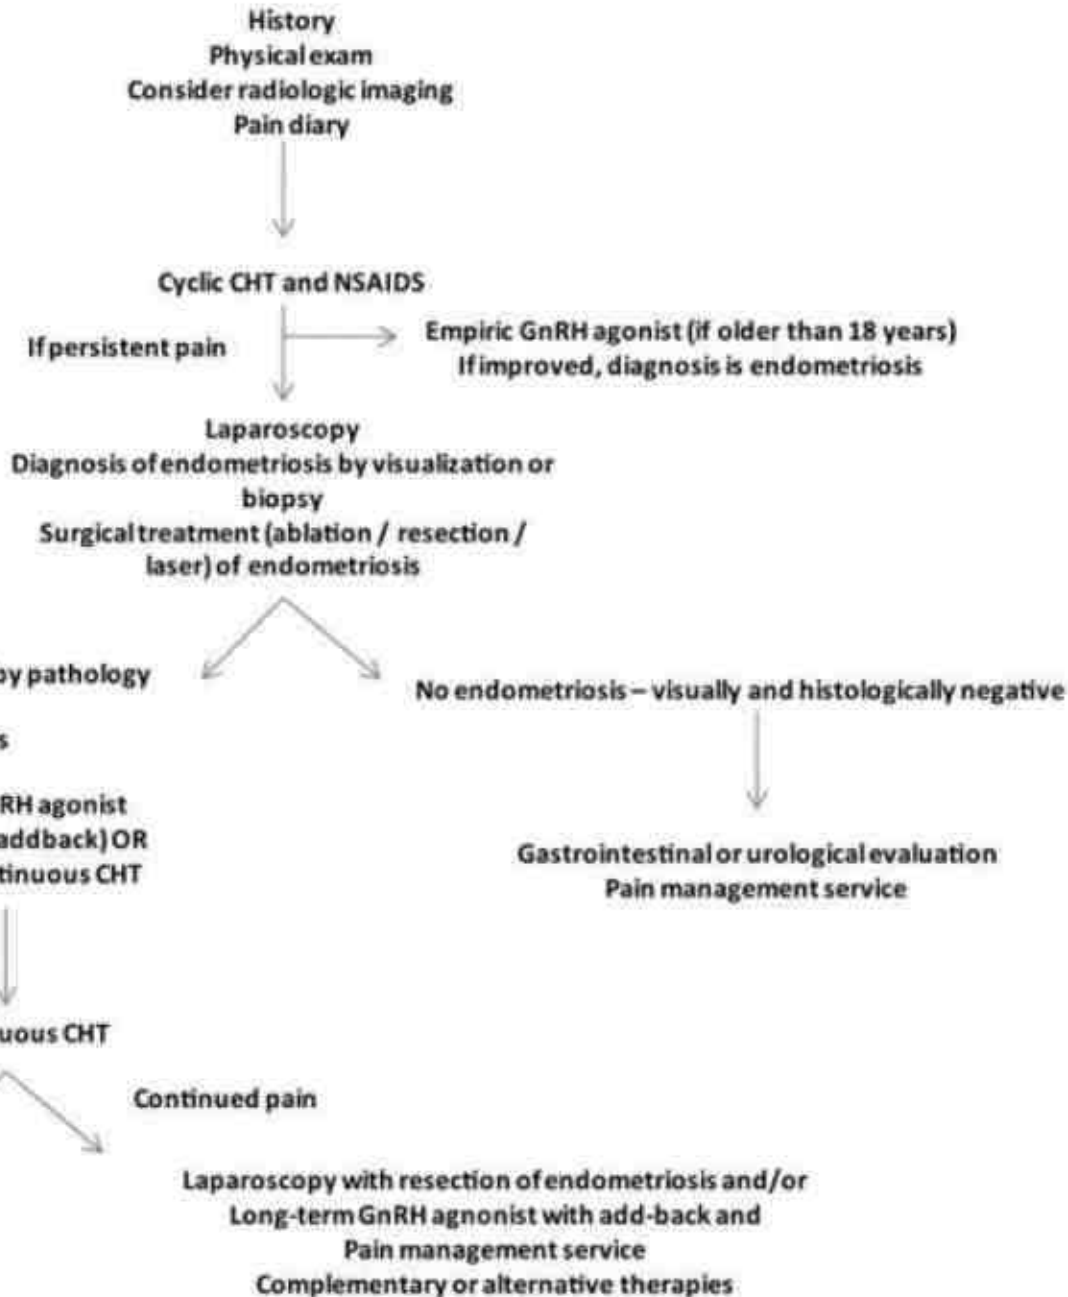 History
Physical exam
Consider radiologic imaging
Pain diary
Cyclic CHT and NSAIDS
If persistent pain
Empiric GnRH agonist (if older than 18 years)
If improved, diagnosis is endometriosis
Laparoscopy
Diagnosis of endometriosis by visualization or
biopsy
Surgical treatment (ablation / resection /
laser) of endometriosis
by pathology
No endometriosis – visually and histologically negative
s
RH agonist
addback) OR
tinuous CHT
Gastrointestinal or urological evaluation
Pain management service
uous CHT
Continued pain
Laparoscopy with resection of endometriosis and/or
Long-term GnRH agnonist with add-back and
Pain management service
Complementary or alternative therapies